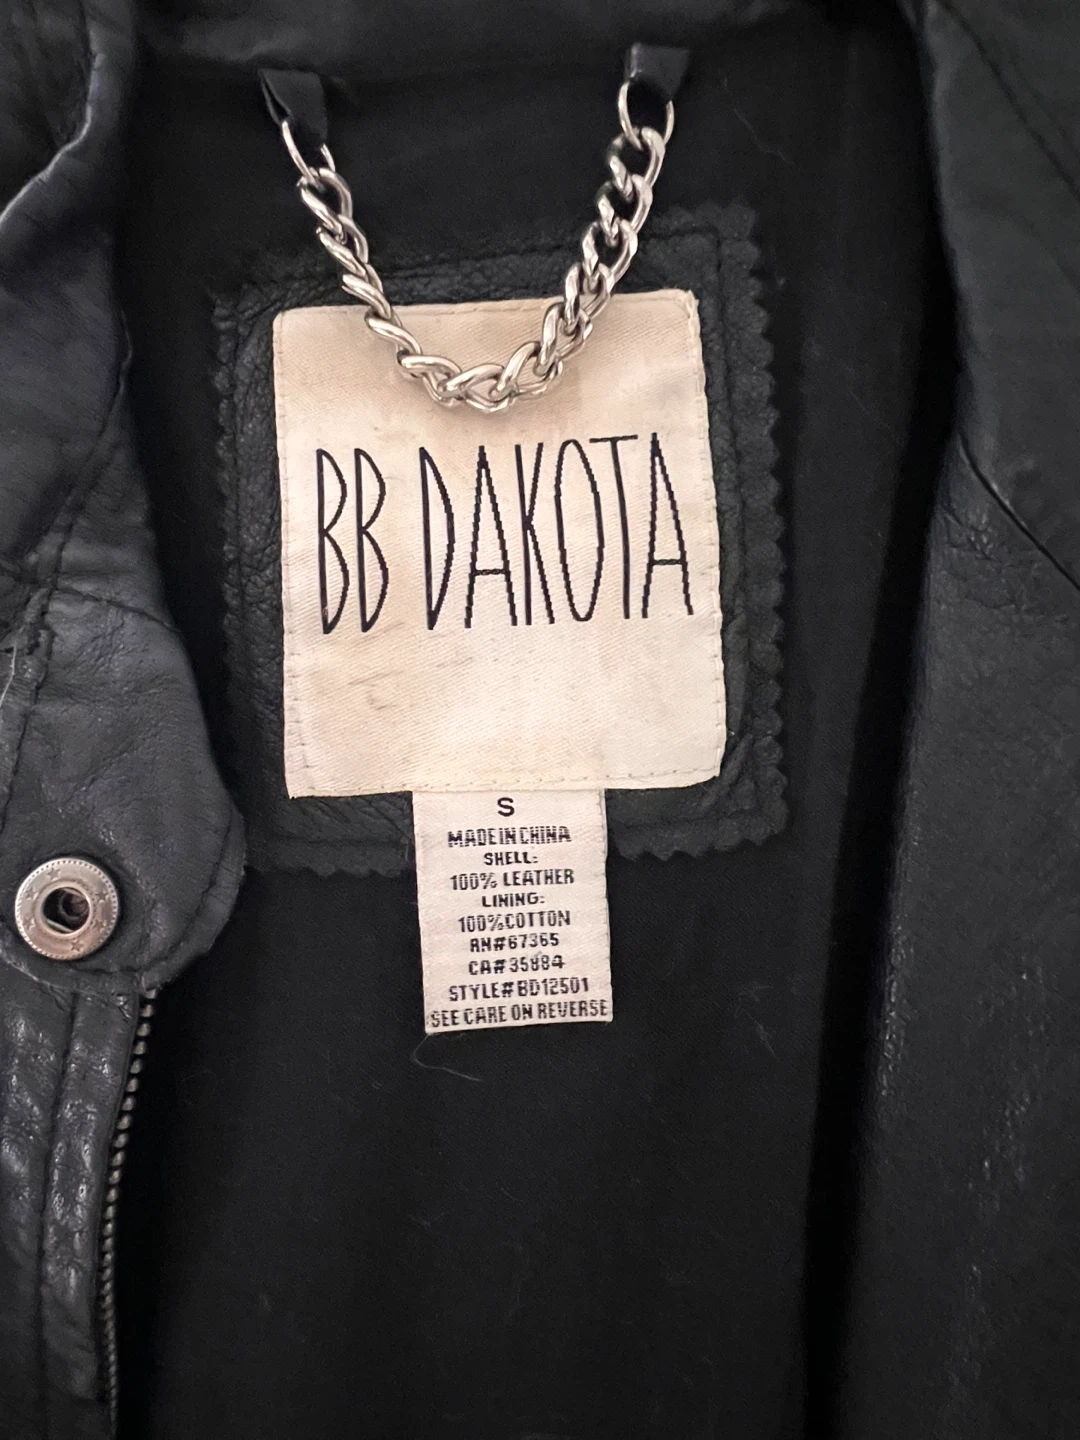 BB DAKOTA
S
MADE IN CHINA
SHELL:
100% LEATHER
LINING:
100%COTTON
RN#67365
CA#35884
STYLE#BD12501
SEE CARE ON REVERSE